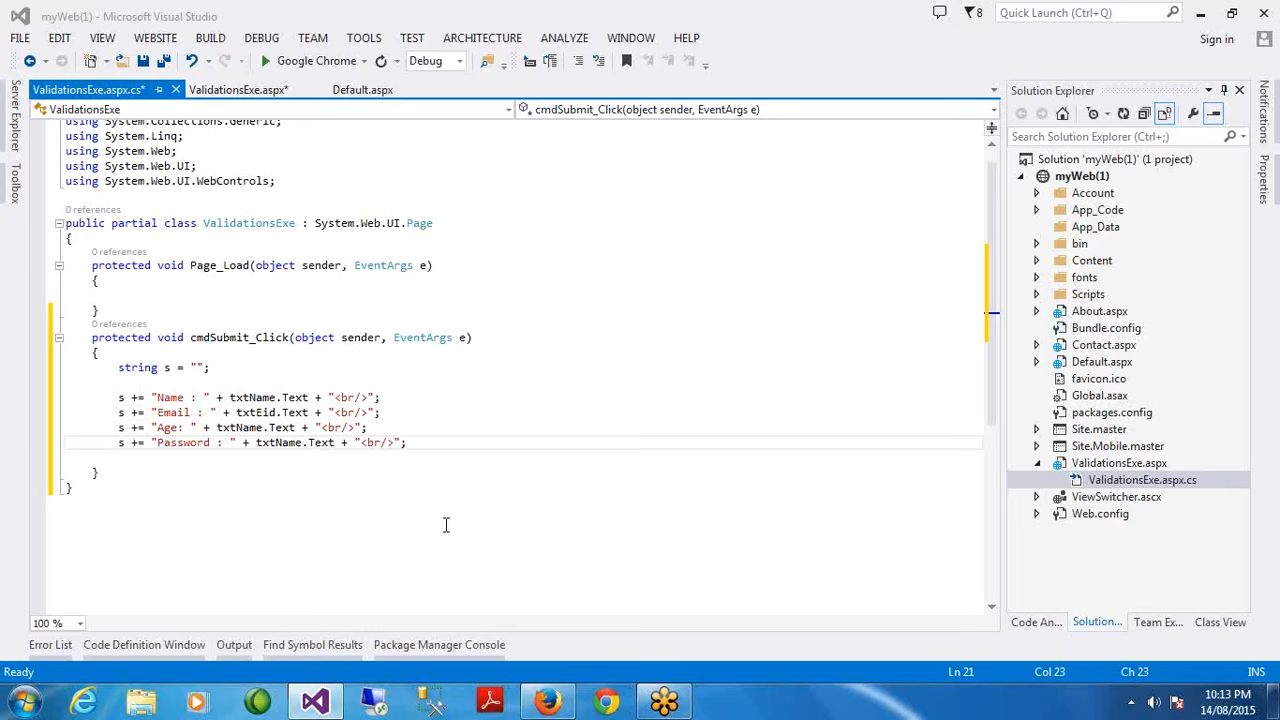 myWeb(1) - Microsoft Visual Studio
8
Quick Launch (Ctrl+Q)
FILE EDIT VIEW WEBSITE BUILD DEBUG TEAM TOOLS TEST ARCHITECTURE ANALYZE WINDOW HELP
Sign in
Google Chrome
Debug
Server Explorer
Toolbox
ValidationsExe.aspx.cs*
ValidationsExe.aspx*
Default.aspx
ValidationsExe
cmdSubmit_Click(object sender, EventArgs e)
using System.Collections.Generic;
using System.Linq;
using System.Web;
using System.Web.UI;
using System.Web.UI.WebControls;
0 references
public partial class ValidationsExe : System.Web.UI.Page
{
0 references
protected void Page_Load(object sender, EventArgs e)
{
}
0 references
protected void cmdSubmit_Click(object sender, EventArgs e)
{
string s = "";
s += "Name : " + txtName.Text + "<br/>";
s += "Email : " + txtEid.Text + "<br/>";
s += "Age: " + txtName.Text + "<br/>";
s += "Password : " + txtName.Text + "<br/>";
}
}
100 %
Solution Explorer
Search Solution Explorer (Ctrl+;)
Solution 'myWeb(1)' (1 project)
myWeb(1)
Account
App_Code
App_Data
bin
Content
fonts
Scripts
About.aspx
Bundle.config
Contact.aspx
Default.aspx
favicon.ico
Global.asax
packages.config
Site.master
Site.Mobile.master
ValidationsExe.aspx
ValidationsExe.aspx.cs
ViewSwitcher.ascx
Web.config
Code An... Solution... Team Ex... Class View
Notifications
Properties
Error List Code Definition Window Output Find Symbol Results Package Manager Console
Ready
Ln 21
Col 23
Ch 23
INS
10:13 PM
14/08/2015